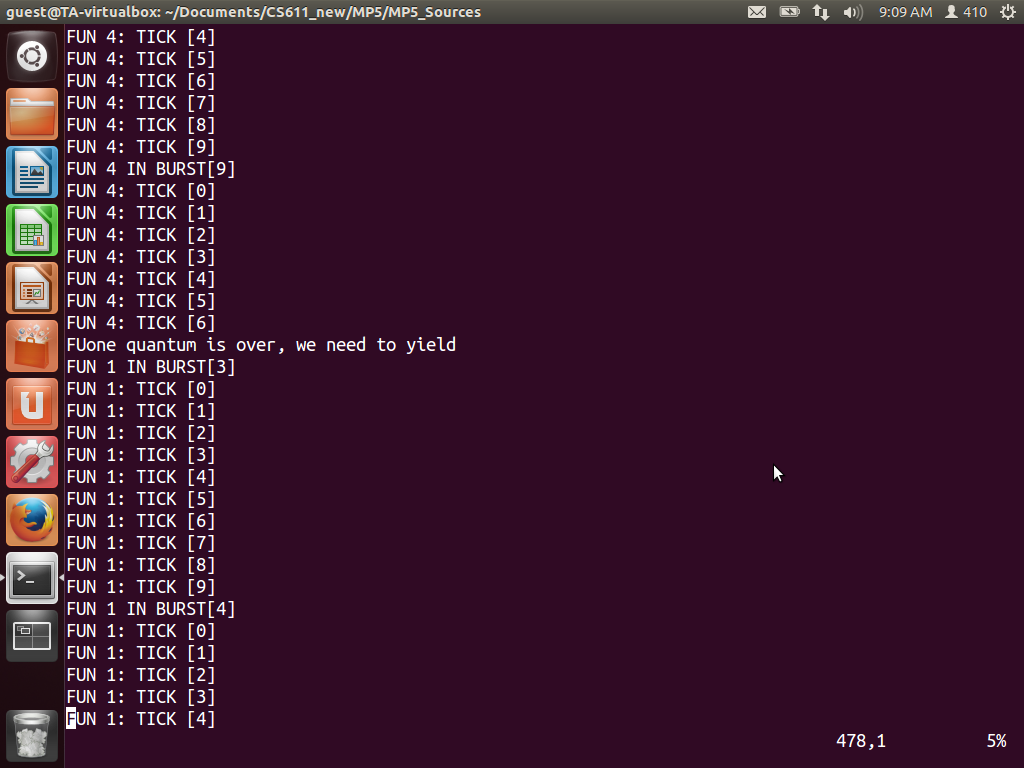 guest@TA-virtualbox: ~/Documents/CS611_new/MP5/MP5_Sources
9:09 AM
410
FUN 4: TICK [4]
FUN 4: TICK [5]
FUN 4: TICK [6]
FUN 4: TICK [7]
FUN 4: TICK [8]
FUN 4: TICK [9]
FUN 4 IN BURST[9]
FUN 4: TICK [0]
FUN 4: TICK [1]
FUN 4: TICK [2]
FUN 4: TICK [3]
FUN 4: TICK [4]
FUN 4: TICK [5]
FUN 4: TICK [6]
FUone quantum is over, we need to yield
FUN 1 IN BURST[3]
FUN 1: TICK [0]
FUN 1: TICK [1]
FUN 1: TICK [2]
FUN 1: TICK [3]
FUN 1: TICK [4]
FUN 1: TICK [5]
FUN 1: TICK [6]
FUN 1: TICK [7]
FUN 1: TICK [8]
FUN 1: TICK [9]
FUN 1 IN BURST[4]
FUN 1: TICK [0]
FUN 1: TICK [1]
FUN 1: TICK [2]
FUN 1: TICK [3]
FUN 1: TICK [4]
478,1 5%